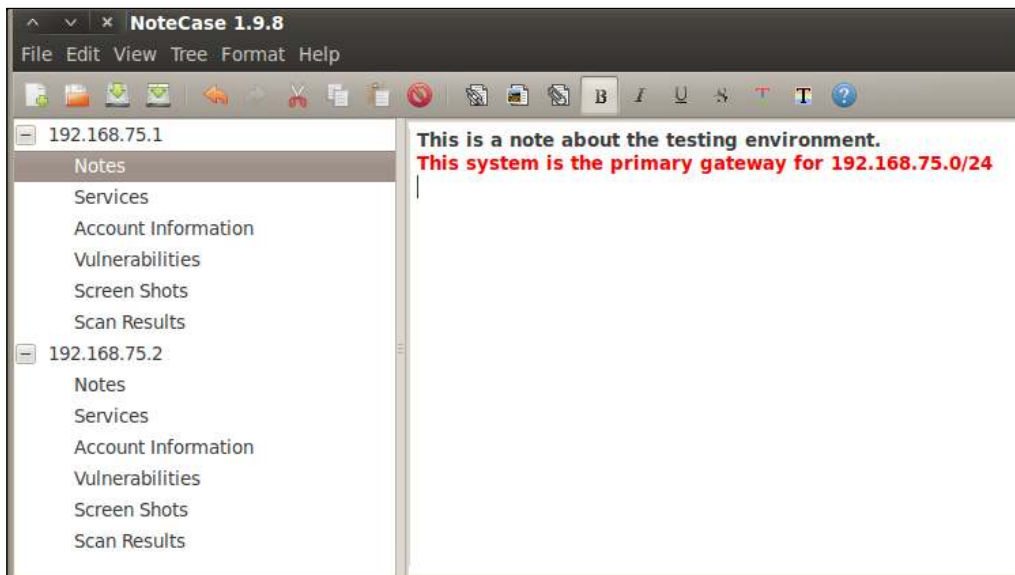 NoteCase 1.9.8
File Edit View Tree Format Help
B I U S T T ?
192.168.75.1
Notes
Services
Account Information
Vulnerabilities
Screen Shots
Scan Results
192.168.75.2
Notes
Services
Account Information
Vulnerabilities
Screen Shots
Scan Results
This is a note about the testing environment.
This system is the primary gateway for 192.168.75.0/24